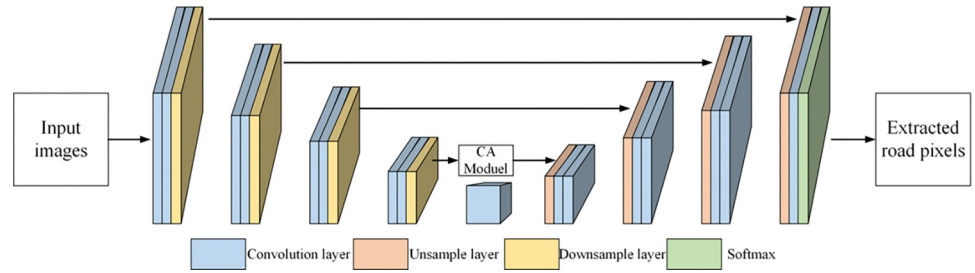 Input
images
CA
Moduel
Extracted
road pixels
Convolution layer
Unsample layer
Downsample layer
Softmax